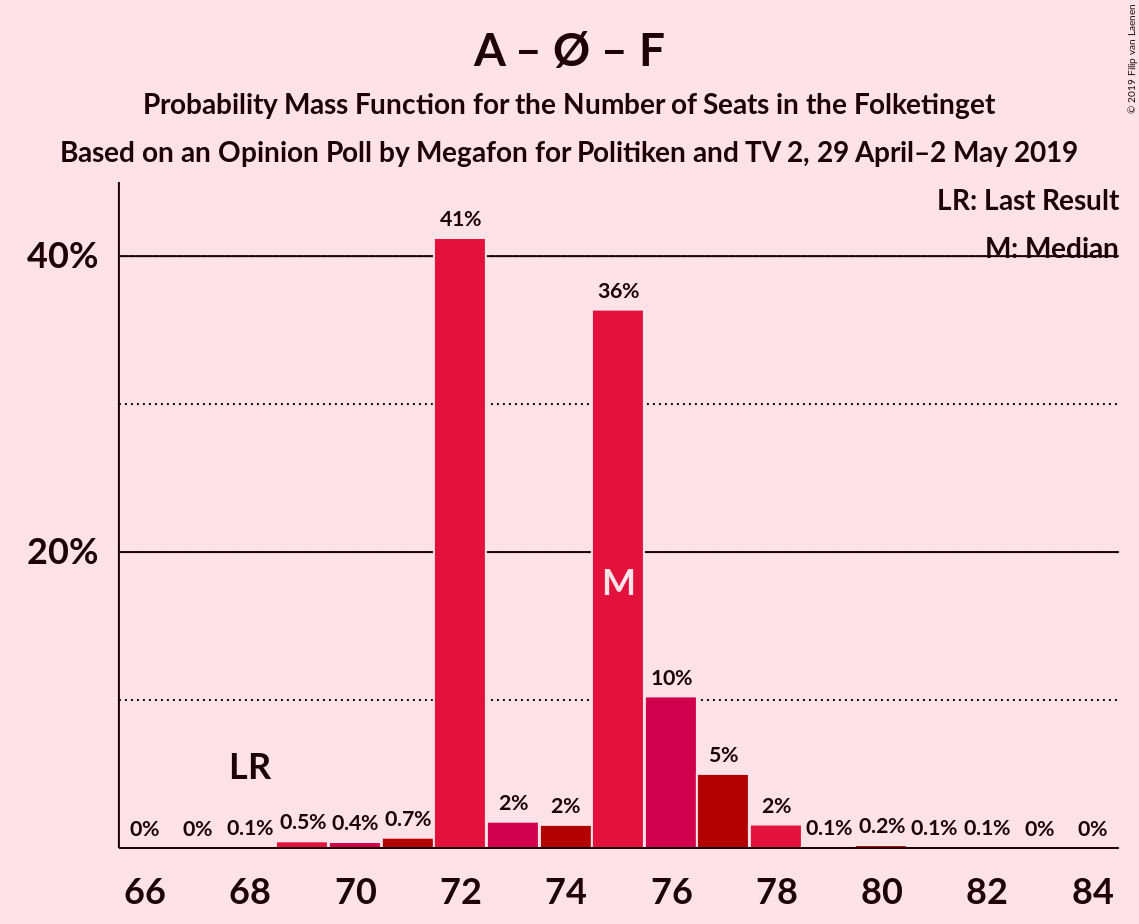 A – Ø – F
Probability Mass Function for the Number of Seats in the Folketinget
Based on an Opinion Poll by Megafon for Politiken and TV 2, 29 April–2 May 2019
© 2019 Filip van Laenen
LR: Last Result
M: Median
40%
20%
41%
36%
M
10%
5%
LR
0% 0% 0.1% 0.5% 0.4% 0.7% 2% 2% 2% 0.1% 0.2% 0.1% 0.1% 0% 0%
66 68 70 72 74 76 78 80 82 84